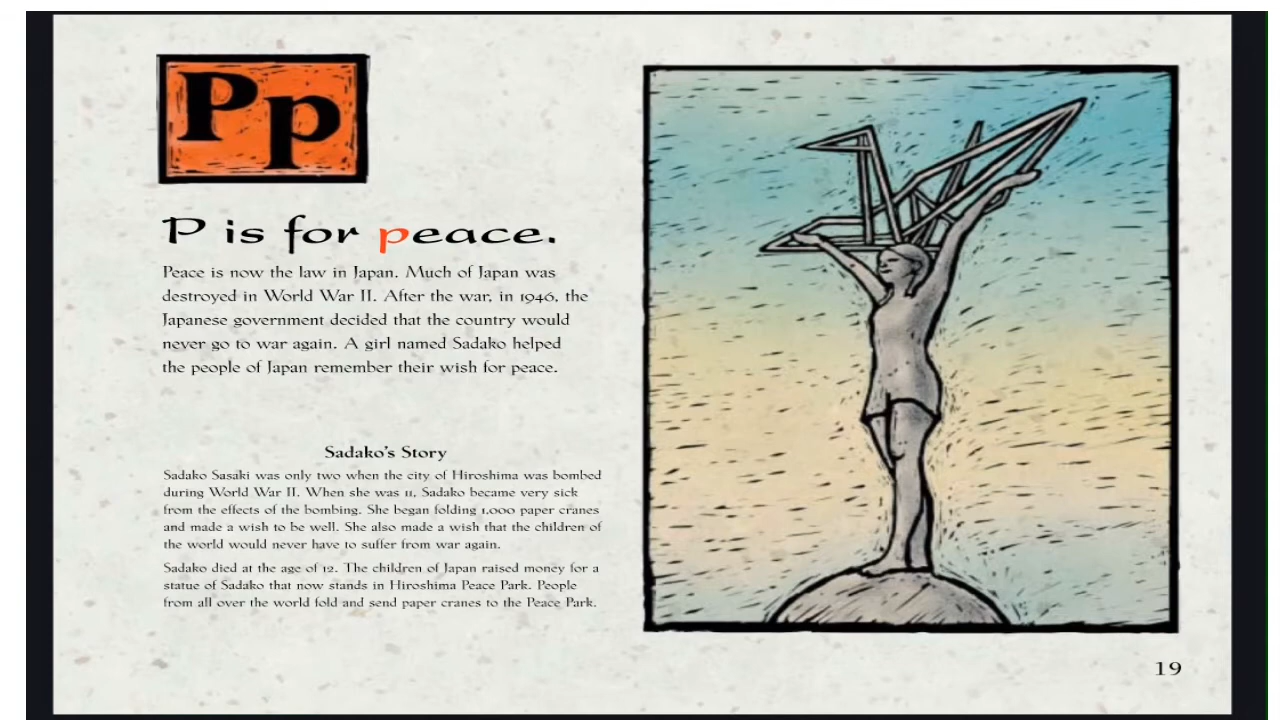 Pp
P is for peace.
Peace is now the law in Japan. Much of Japan was
destroyed in World War II. After the war, in 1946, the
Japanese government decided that the country would
never go to war again. A girl named Sadako helped
the people of Japan remember their wish for peace.
Sadako's Story
Sadako Sasaki was only two when the city of Hiroshima was bombed
during World War II. When she was 11, Sadako became very sick
from the effects of the bombing. She began folding 1,000 paper cranes
and made a wish to be well. She also made a wish that the children of
the world would never have to suffer from war again.
Sadako died at the age of 12. The children of Japan raised money for a
statue of Sadako that now stands in Hiroshima Peace Park. People
from all over the world fold and send paper cranes to the Peace Park.
19